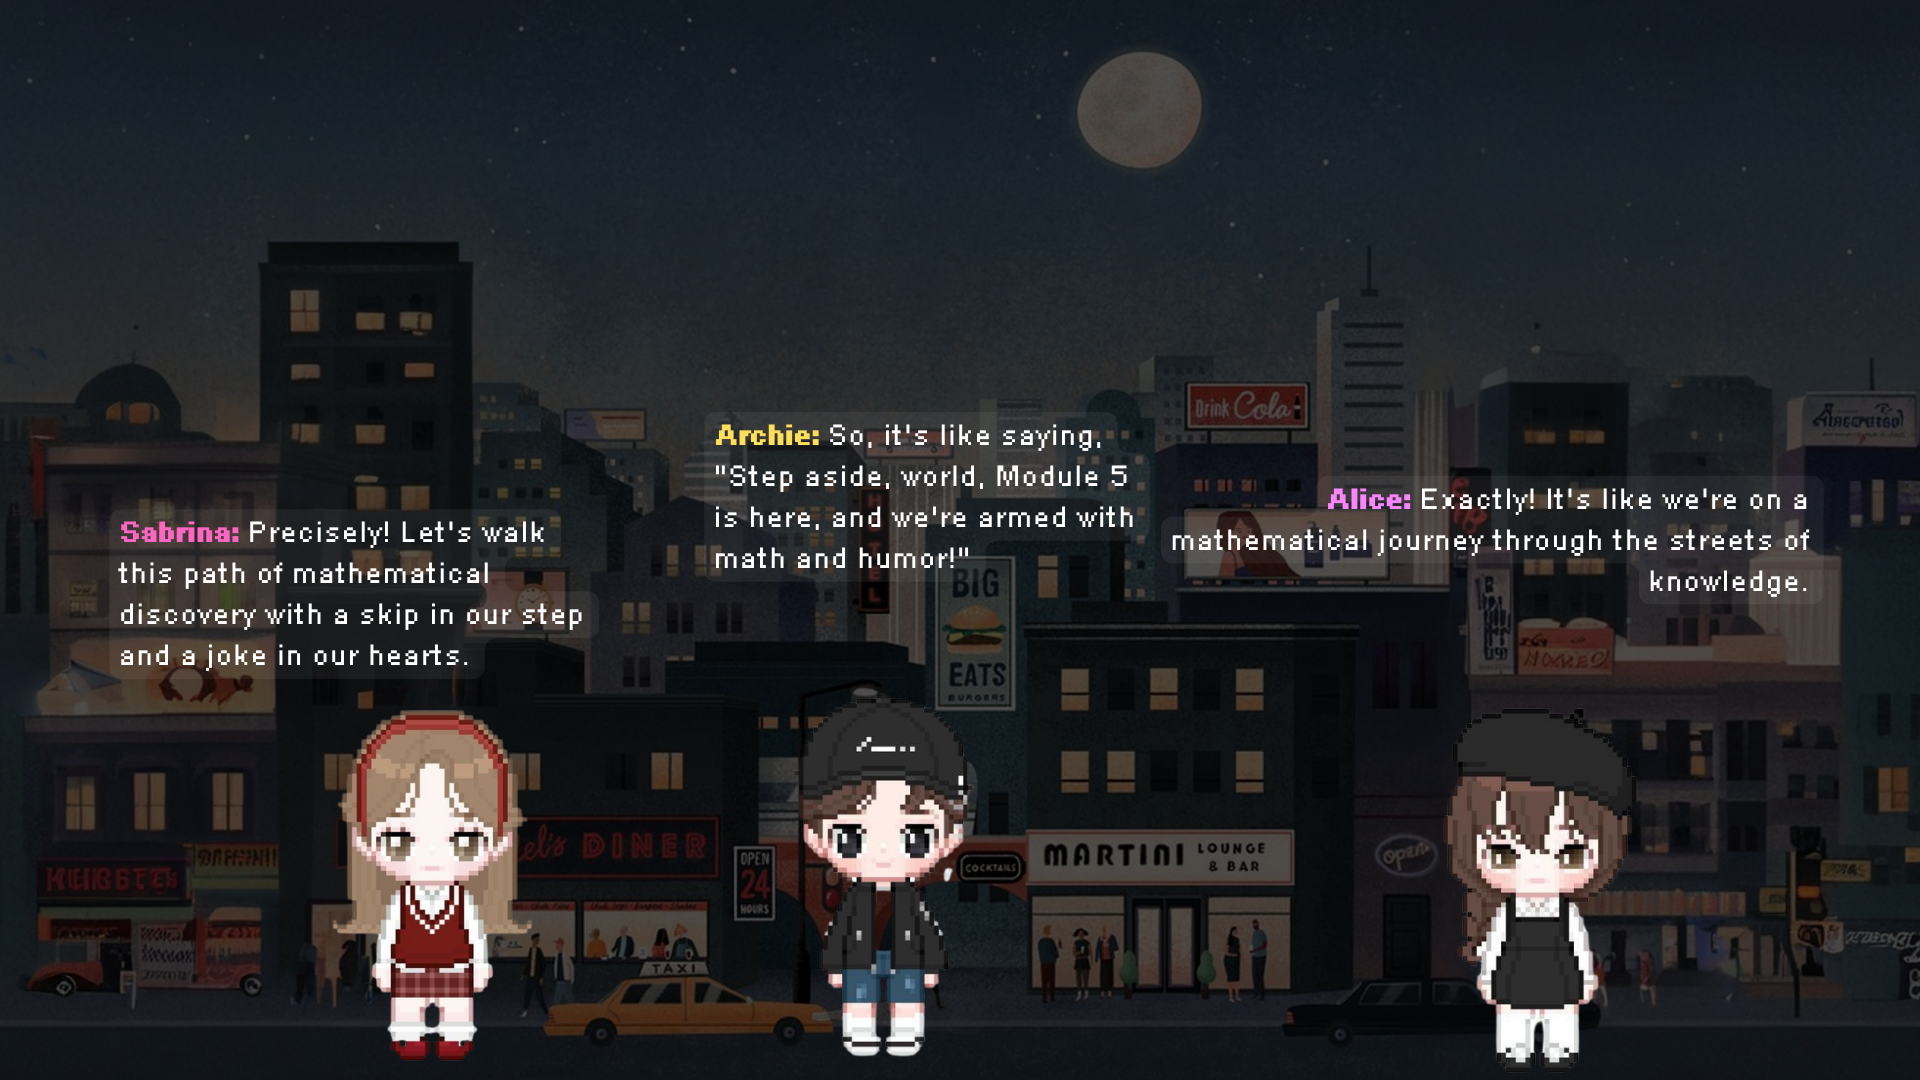 Drink Cola
Archie: So, it's like saying,
"Step aside, world, Module 5
is here, and we're armed with
math and humor!"
Alice: Exactly! It's like we're on a
mathematical journey through the streets of
knowledge.
Sabrina: Precisely! Let's walk
this path of mathematical
discovery with a skip in our step
and a joke in our hearts.
BIG
EATS
BURGERS
DINER
OPEN
24
HOURS
COCKTAILS
MARTINI LOUNGE
& BAR
open
TAXI